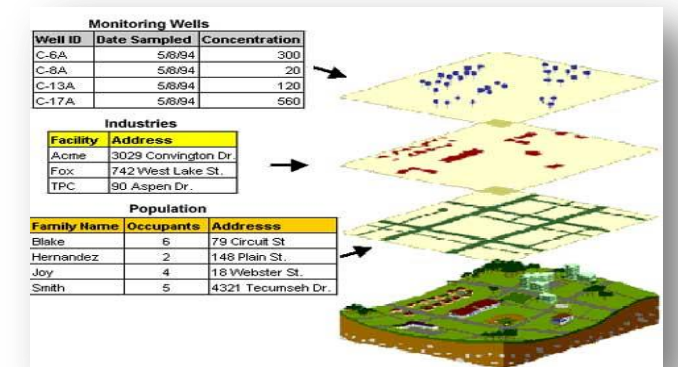 Monitoring Wells
Well ID Date Sampled Concentration
C-6A 5/8/94 300
C-8A 5/8/94 20
C-13A 5/8/94 120
C-17A 5/8/94 560
Industries
Facility Address
Acme 3029 Convington Dr.
Fox 742 West Lake St.
TPC 90 Aspen Dr.
Population
Family Name Occupants Addresss
Blake 6 79 Circuit St
Hernandez 2 148 Plain St.
Joy 4 18 Webster St.
Smith 5 4321 Tecumseh Dr.